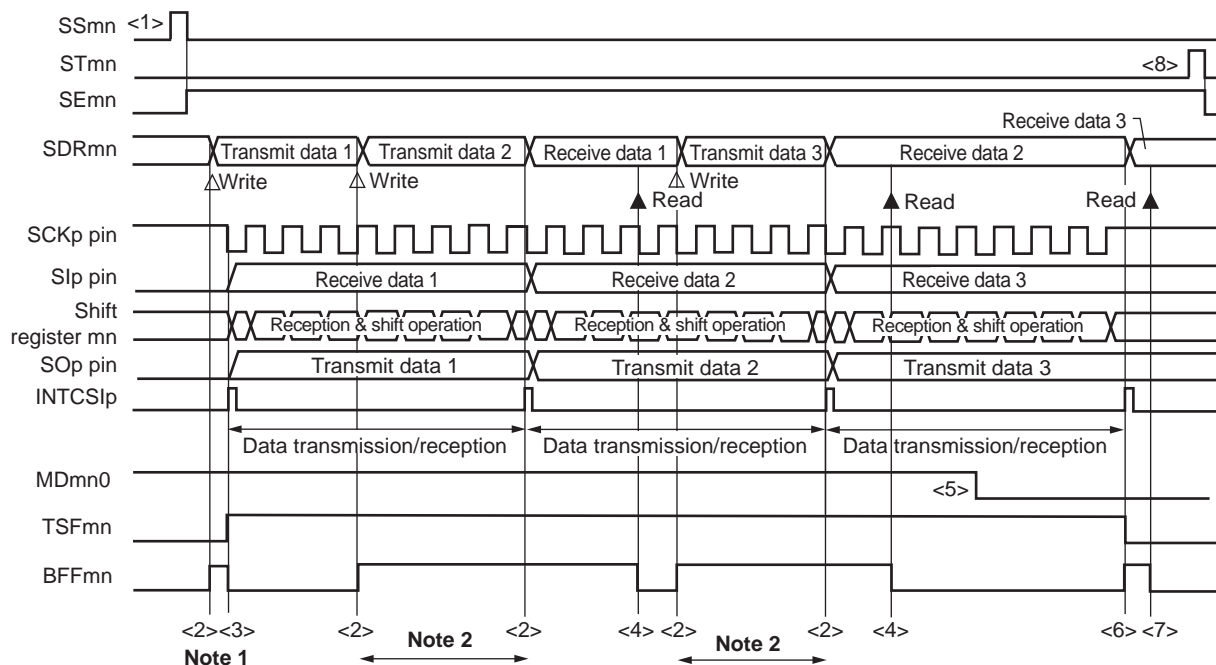 SSmn <1>
STmn <8>
SEmn
Receive data 3
SDRmn Transmit data 1 Transmit data 2 Receive data 1 Transmit data 3 Receive data 2
Write Write Write
Read Read Read
SCKp pin
SIp pin Receive data 1 Receive data 2 Receive data 3
Shift
register mn Reception & shift operation Reception & shift operation Reception & shift operation
SOp pin Transmit data 1 Transmit data 2 Transmit data 3
INTCSIp
Data transmission/reception Data transmission/reception Data transmission/reception
MDmn0 <5>
TSFmn
BFFmn
<2> <3> <2> <2> <4> <2> <2> <4> <6> <7>
Note 1 Note 2 Note 2